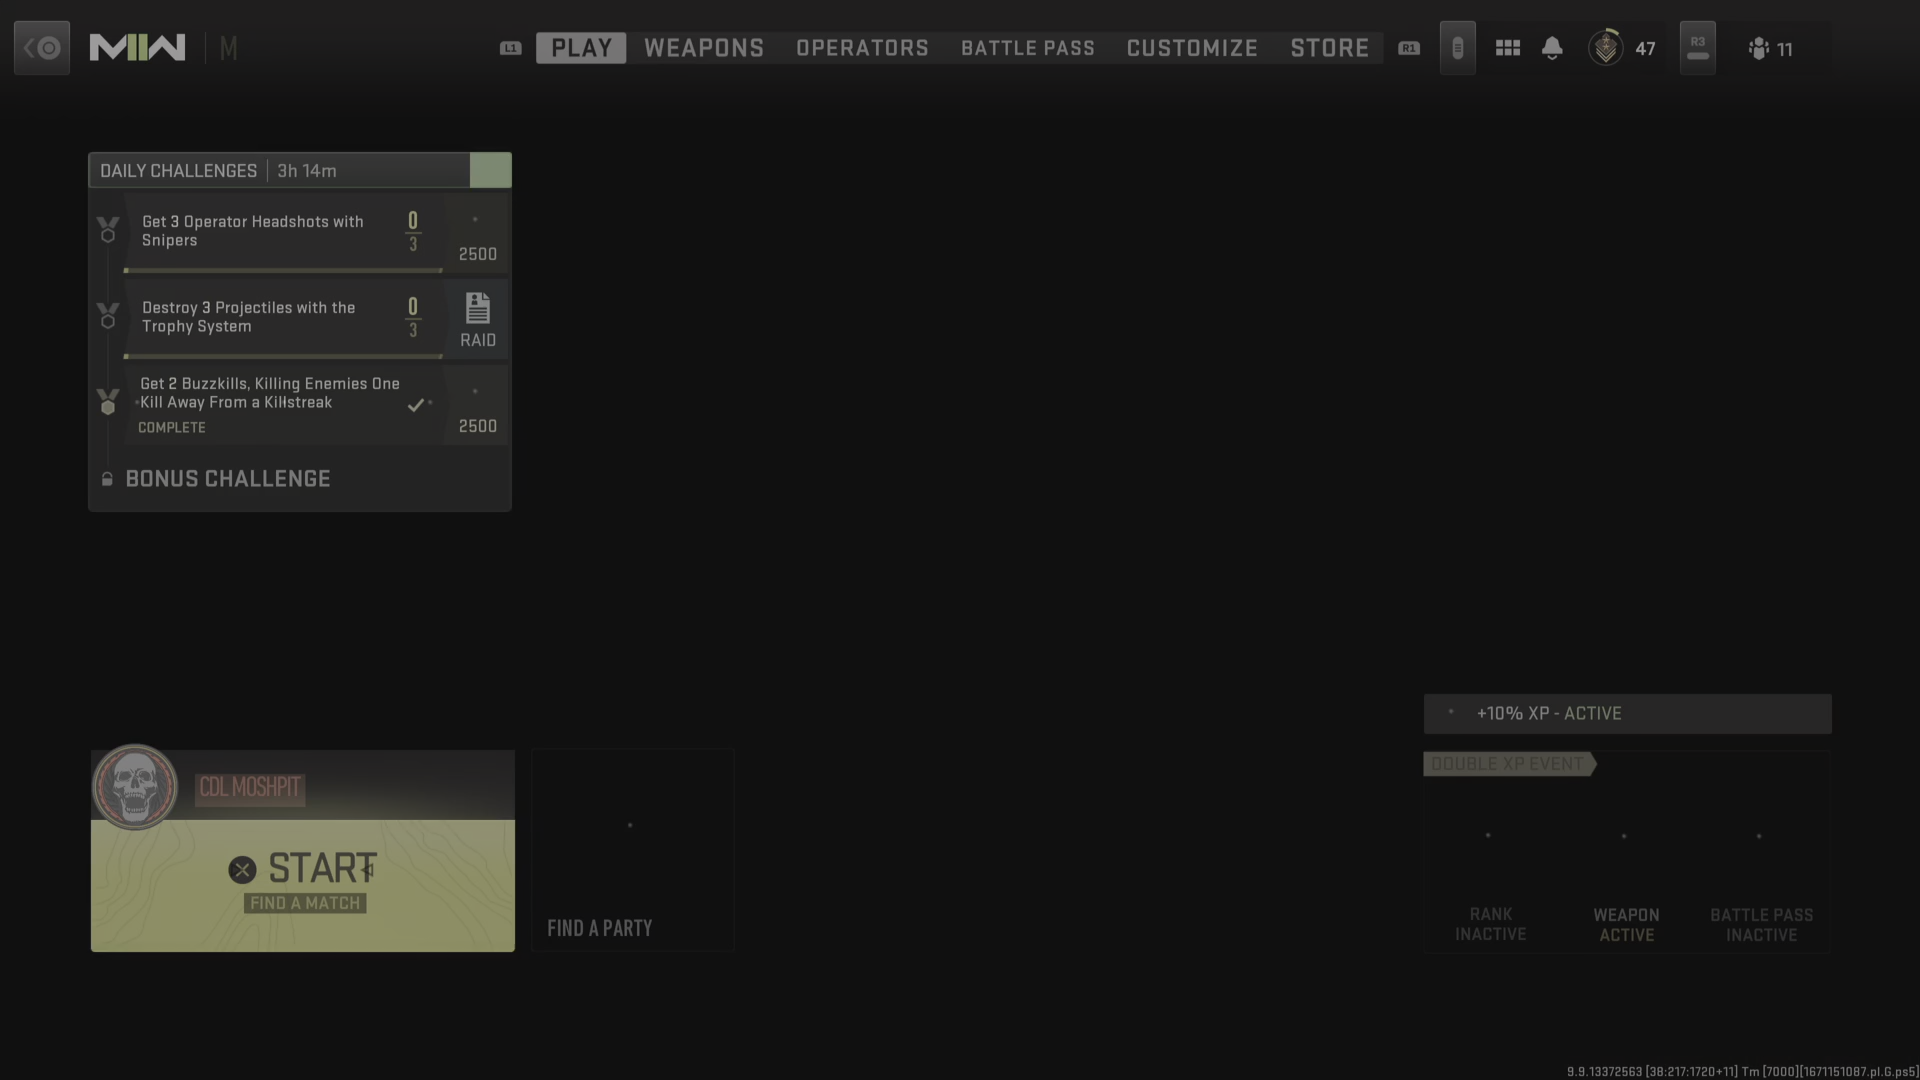 MWII M
L1 PLAY WEAPONS OPERATORS BATTLE PASS CUSTOMIZE STORE R1 47 R3 11
DAILY CHALLENGES 3h 14m
Get 3 Operator Headshots with
Snipers
0
3
2500
Destroy 3 Projectiles with the
Trophy System
0
3
RAID
Get 2 Buzzkills, Killing Enemies One
Kill Away From a Killstreak
COMPLETE
2500
BONUS CHALLENGE
+10% XP - ACTIVE
DOUBLE XP EVENT
RANK
INACTIVE
WEAPON
ACTIVE
BATTLE PASS
INACTIVE
CDL MOSHPIT
START
FIND A MATCH
FIND A PARTY
9.9.13372563 [38:217:1720+11] Tm [7000][1671151087.pl.G.ps5]